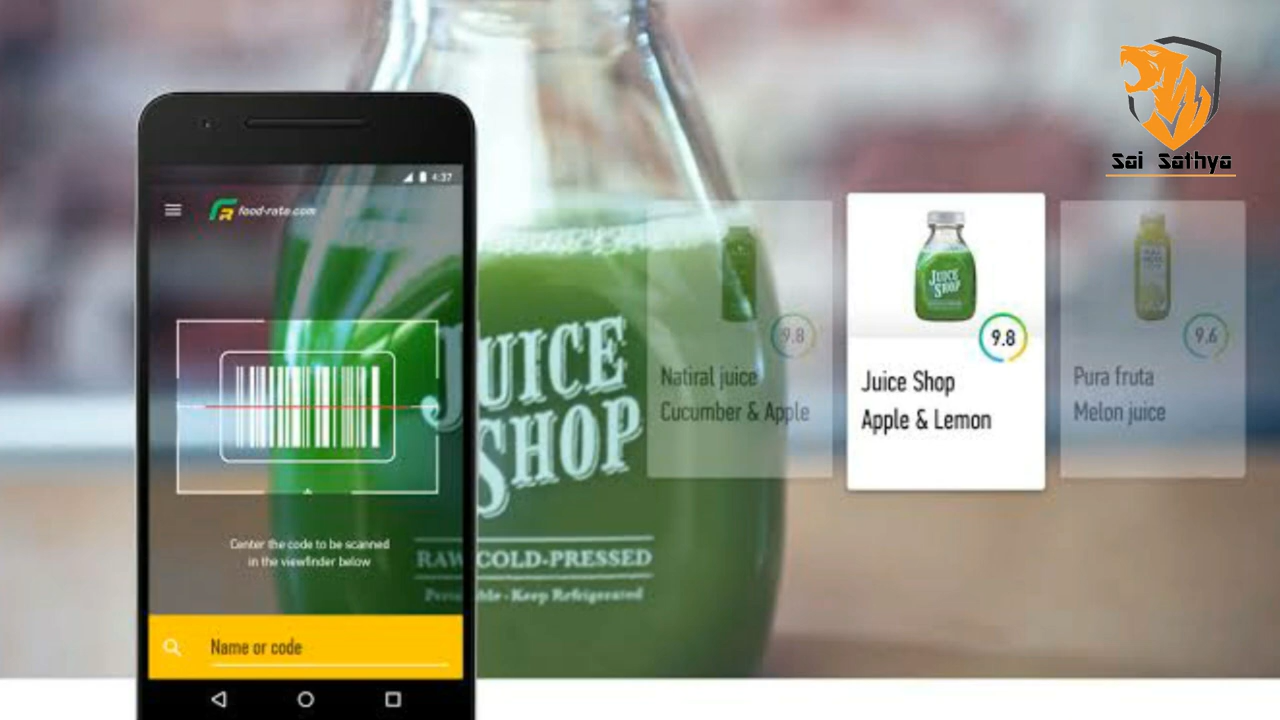 Sai Sathya
4:37
food-rate.com
Center the code to be scanned
in the viewfinder below
Name or code
JUICE
SHOP
RAW COLD-PRESSED
Keep Refrigerated
9.8
Natiral juice
Cucumber & Apple
JUICE
SHOP
9.8
Juice Shop
Apple & Lemon
9.6
Pura fruta
Melon juice